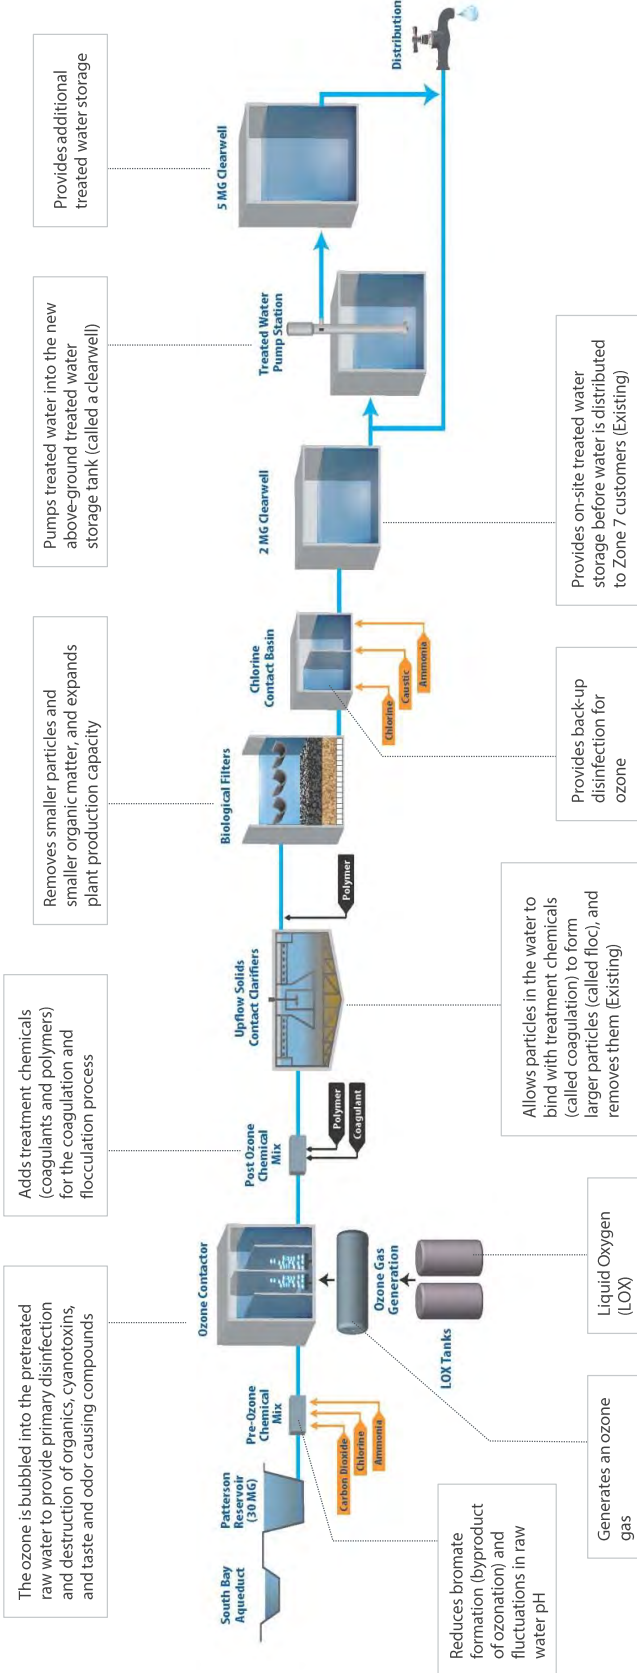 The ozone is bubbled into the pretreated
raw water to provide primary disinfection
and destruction of organics, cyanotoxins,
and taste and odor causing compounds
Adds treatment chemicals
(coagulants and polymers)
for the coagulation and
flocculation process
Removes smaller particles and
smaller organic matter, and expands
plant production capacity
Pumps treated water into the new
above-ground treated water
storage tank (called a clearwell)
Provides additional
treated water storage
South Bay
Aqueduct
Patterson
Reservoir
(30 MG)
Pre-Ozone
Chemical
Mix
Carbon Dioxide
Chlorine
Ammonia
Ozone Contactor
Ozone Gas
Generation
LOX Tanks
Post Ozone
Chemical
Mix
Polymer
Coagulant
Upflow Solids
Contact Clarifiers
Polymer
Biological Filters
Chlorine
Contact Basin
Chlorine
Caustic
Ammonia
2 MG Clearwell
Treated Water
Pump Station
5 MG Clearwell
Distribution
Reduces bromate
formation (byproduct
of ozonation) and
fluctuations in raw
water pH
Generates an ozone
gas
Liquid Oxygen
(LOX)
Allows particles in the water to
bind with treatment chemicals
(called coagulation) to form
larger particles (called floc), and
removes them (Existing)
Provides back-up
disinfection for
ozone
Provides on-site treated water
storage before water is distributed
to Zone 7 customers (Existing)